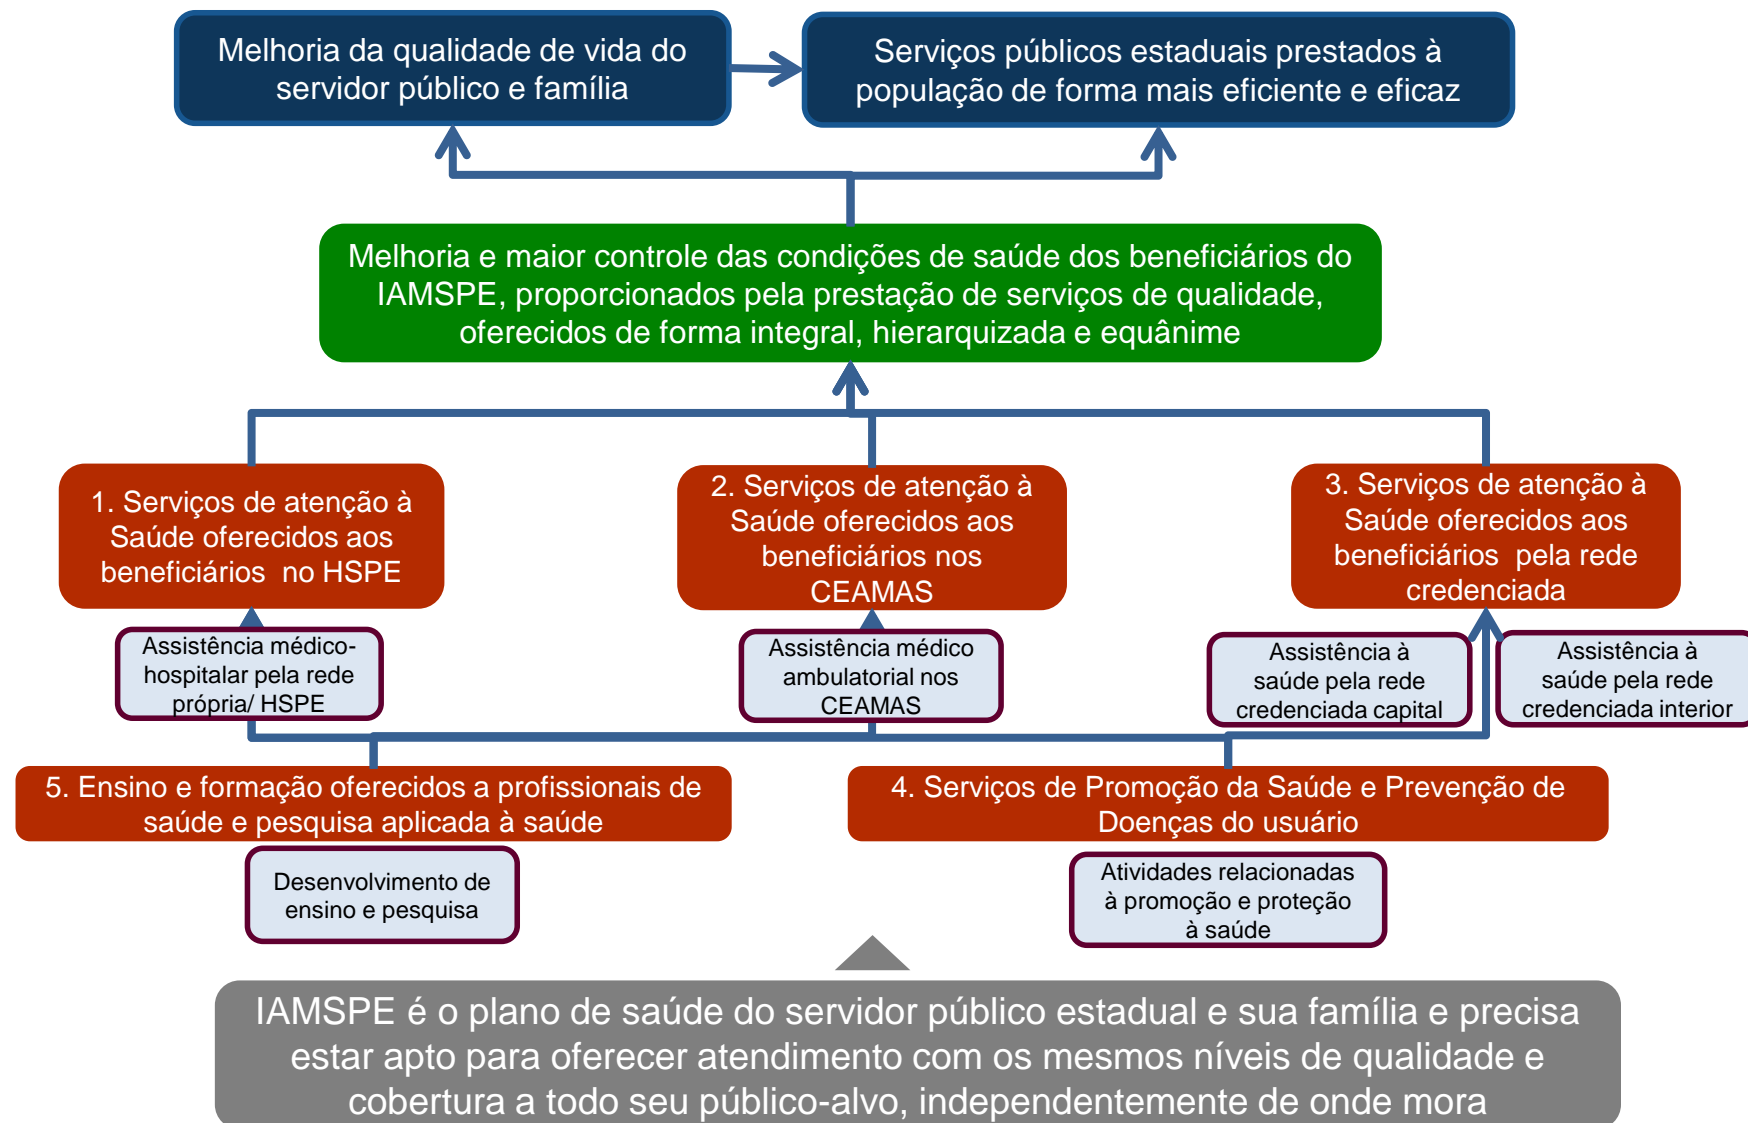 Melhoria da qualidade de vida do
servidor público e família
Serviços públicos estaduais prestados à
população de forma mais eficiente e eficaz
Melhoria e maior controle das condições de saúde dos beneficiários do
IAMSPE, proporcionados pela prestação de serviços de qualidade,
oferecidos de forma integral, hierarquizada e equânime
1. Serviços de atenção à
Saúde oferecidos aos
beneficiários no HSPE
2. Serviços de atenção à
Saúde oferecidos aos
beneficiários nos
CEAMAS
3. Serviços de atenção à
Saúde oferecidos aos
beneficiários pela rede
credenciada
Assistência médico-
hospitalar pela rede
própria/ HSPE
Assistência médico
ambulatorial nos
CEAMAS
Assistência à
saúde pela rede
credenciada capital
Assistência à
saúde pela rede
credenciada interior
5. Ensino e formação oferecidos a profissionais de
saúde e pesquisa aplicada à saúde
4. Serviços de Promoção da Saúde e Prevenção de
Doenças do usuário
Desenvolvimento de
ensino e pesquisa
Atividades relacionadas
à promoção e proteção
à saúde
IAMSPE é o plano de saúde do servidor público estadual e sua família e precisa
estar apto para oferecer atendimento com os mesmos níveis de qualidade e
cobertura a todo seu público-alvo, independentemente de onde mora